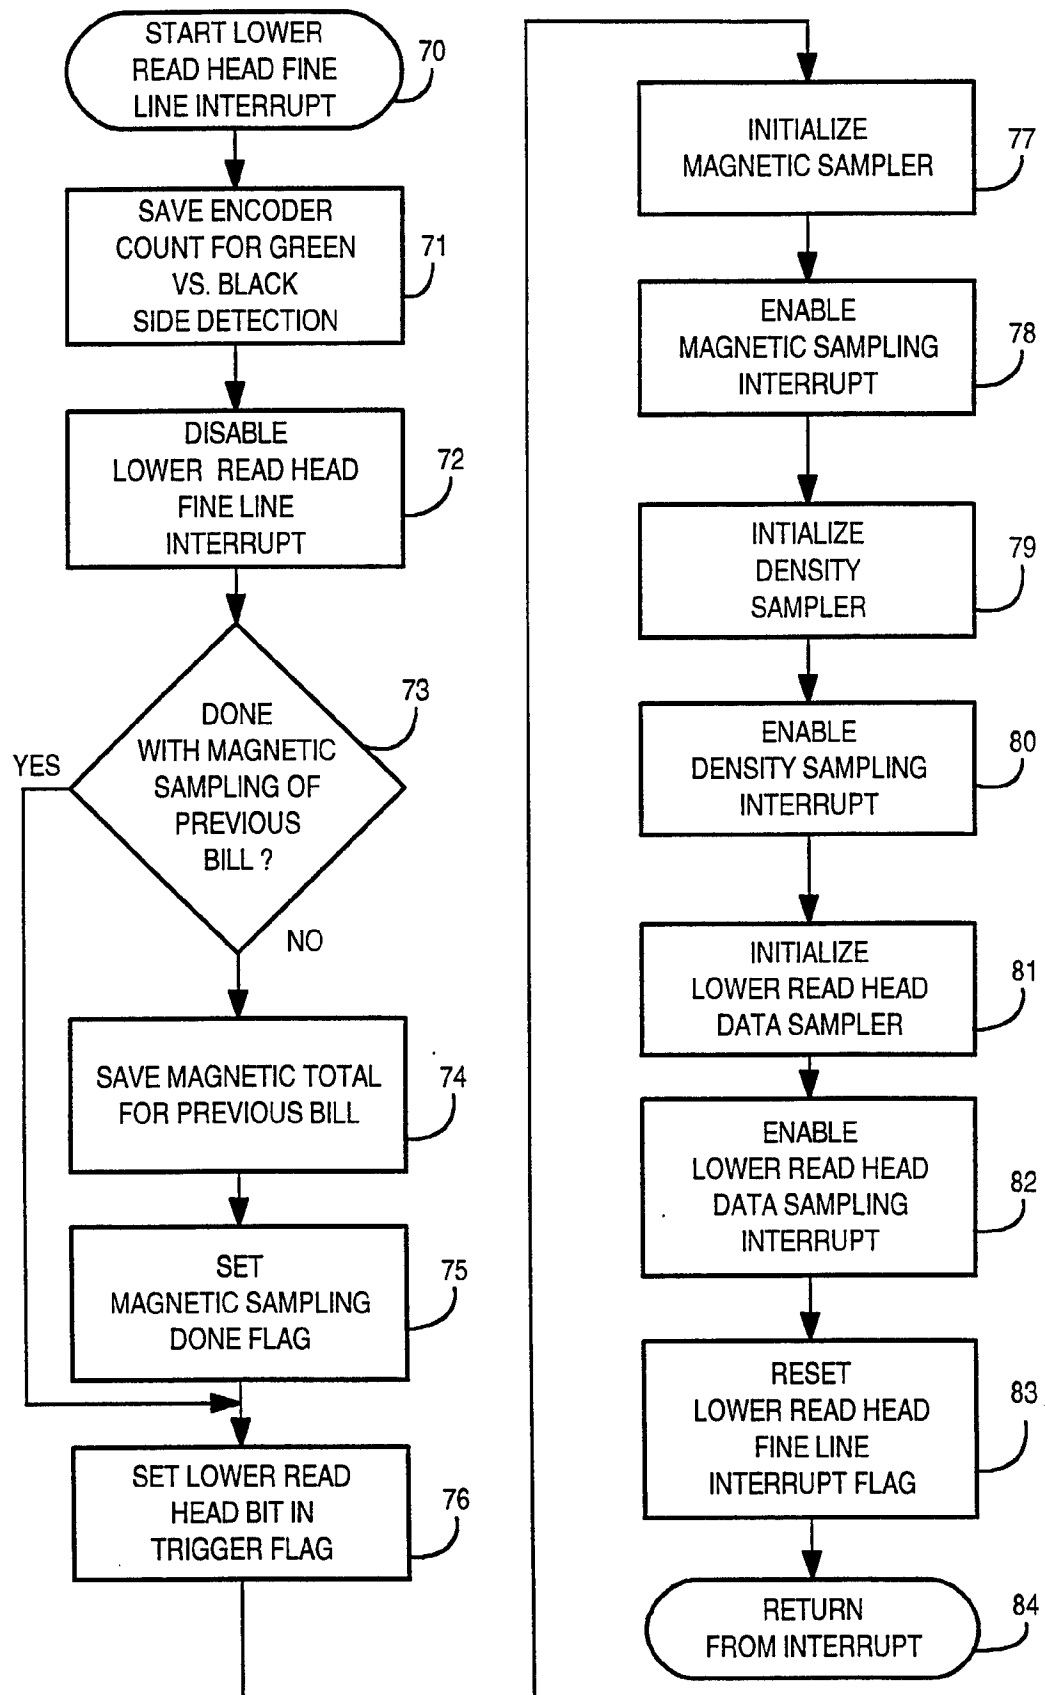 START LOWER
READ HEAD FINE
LINE INTERRUPT
70
SAVE ENCODER
COUNT FOR GREEN
VS. BLACK
SIDE DETECTION
71
DISABLE
LOWER READ HEAD
FINE LINE
INTERRUPT
72
DONE
WITH MAGNETIC
SAMPLING OF
PREVIOUS
BILL ?
73
YES
NO
SAVE MAGNETIC TOTAL
FOR PREVIOUS BILL
74
SET
MAGNETIC SAMPLING
DONE FLAG
75
SET LOWER READ
HEAD BIT IN
TRIGGER FLAG
76
INITIALIZE
MAGNETIC SAMPLER
77
ENABLE
MAGNETIC SAMPLING
INTERRUPT
78
INTIALIZE
DENSITY
SAMPLER
79
ENABLE
DENSITY SAMPLING
INTERRUPT
80
INITIALIZE
LOWER READ HEAD
DATA SAMPLER
81
ENABLE
LOWER READ HEAD
DATA SAMPLING
INTERRUPT
82
RESET
LOWER READ HEAD
FINE LINE
INTERRUPT FLAG
83
RETURN
FROM INTERRUPT
84